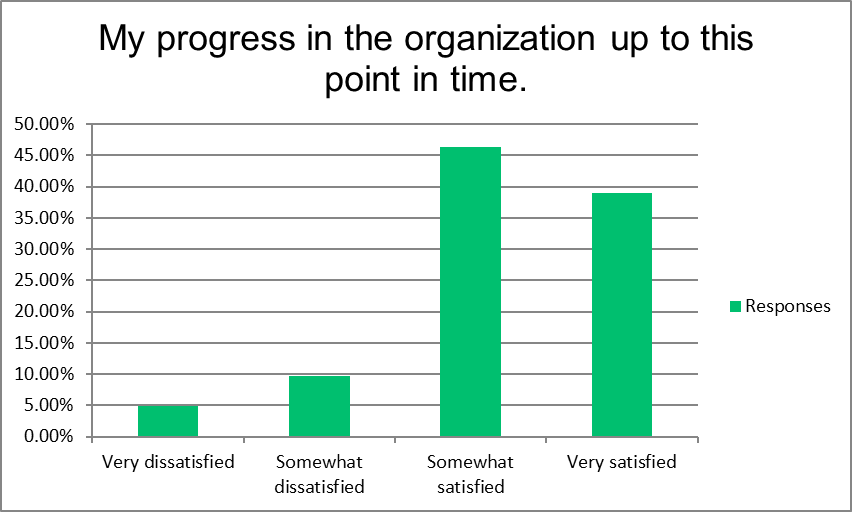 My progress in the organization up to this
point in time.
50.00%
45.00%
40.00%
35.00%
30.00%
25.00%
20.00%
15.00%
10.00%
5.00%
0.00%
Very dissatisfied
Somewhat
dissatisfied
Somewhat
satisfied
Very satisfied
Responses